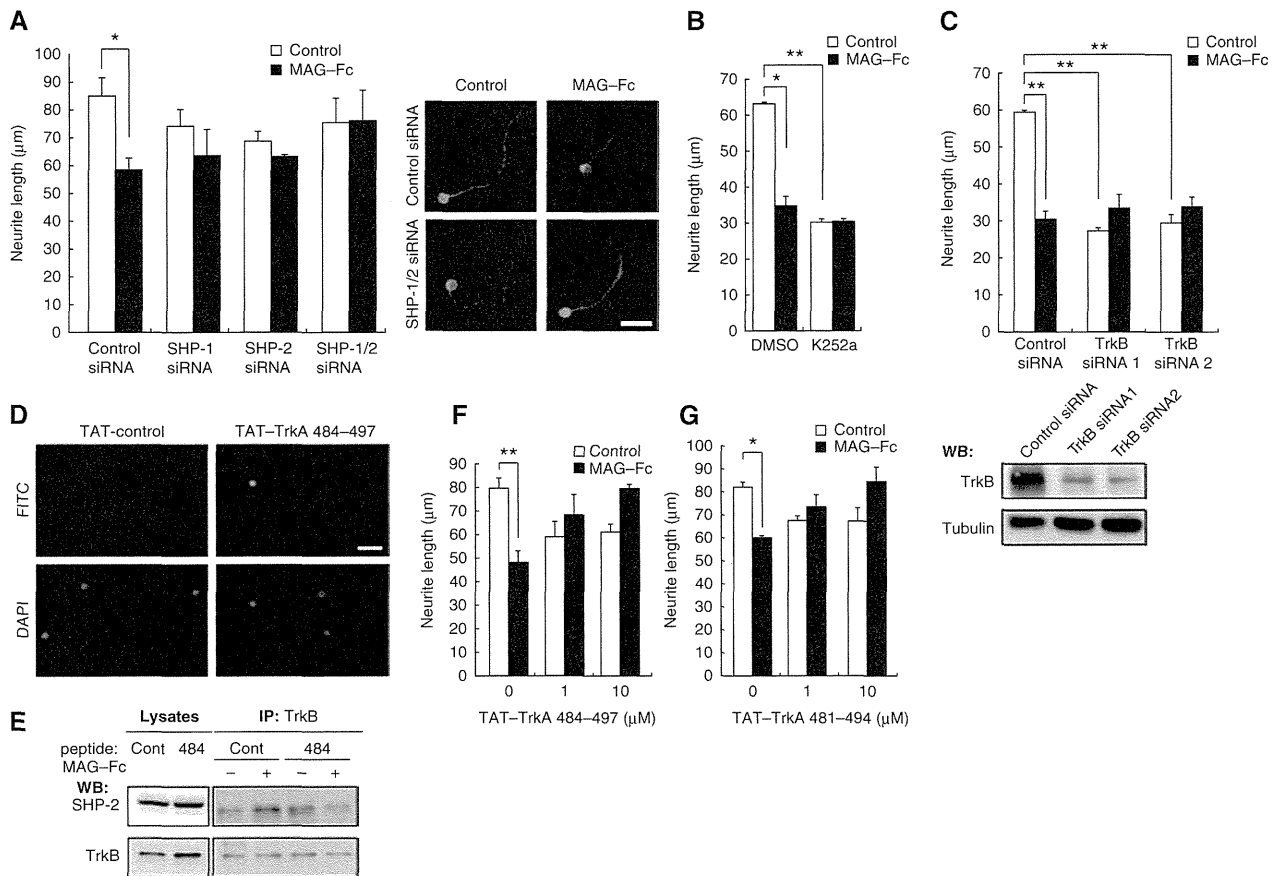 A
*
Control
MAG–Fc
100
90
80
70
60
50
40
30
20
10
0
Neurite length (μm)
Control siRNA
SHP-1 siRNA
SHP-2 siRNA
SHP-1/2 siRNA
Control
MAG–Fc
Control siRNA
SHP-1/2 siRNA
B
Control
MAG–Fc
**
*
70
60
50
40
30
20
10
0
Neurite length (μm)
DMSO
K252a
C
Control
MAG–Fc
**
**
**
70
60
50
40
30
20
10
0
Neurite length (μm)
Control siRNA
TrkB siRNA 1
TrkB siRNA 2
Control siRNA
TrkB siRNA1
TrkB siRNA2
WB:
TrkB
Tubulin
D
TAT-control
TAT–TrkA 484–497
FITC
DAPI
E
Lysates
IP: TrkB
peptide:
Cont
484
Cont
484
MAG–Fc
–
+
–
+
WB:
SHP-2
TrkB
F
Control
MAG–Fc
**
90
80
70
60
50
40
30
20
10
0
Neurite length (μm)
0
1
10
TAT–TrkA 484–497 (μM)
G
Control
MAG–Fc
*
100
90
80
70
60
50
40
30
20
10
0
Neurite length (μm)
0
1
10
TAT–TrkA 481–494 (μM)